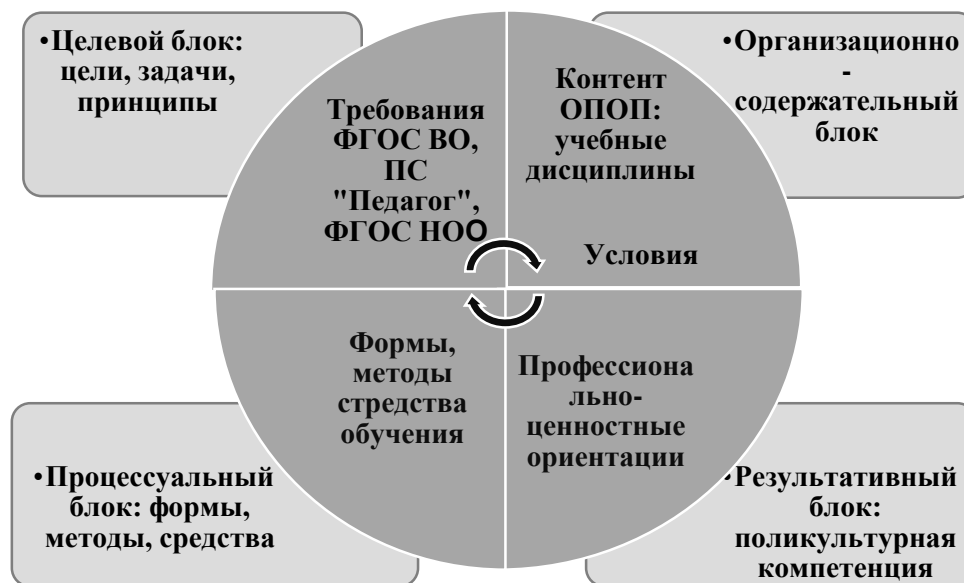 •Целевой блок:
цели, задачи,
принципы
Требования
ФГОС ВО,
ПС
"Педагог",
ФГОС НОО
Контент
ОПОП:
учебные
дисциплины
Условия
•Организационно
-
содержательный
блок
•Процессуальный
блок: формы,
методы, средства
Формы,
методы
стредства
обучения
Профессиона
льно-
ценностные
ориентации
•Результативный
блок:
поликультурная
компетенция